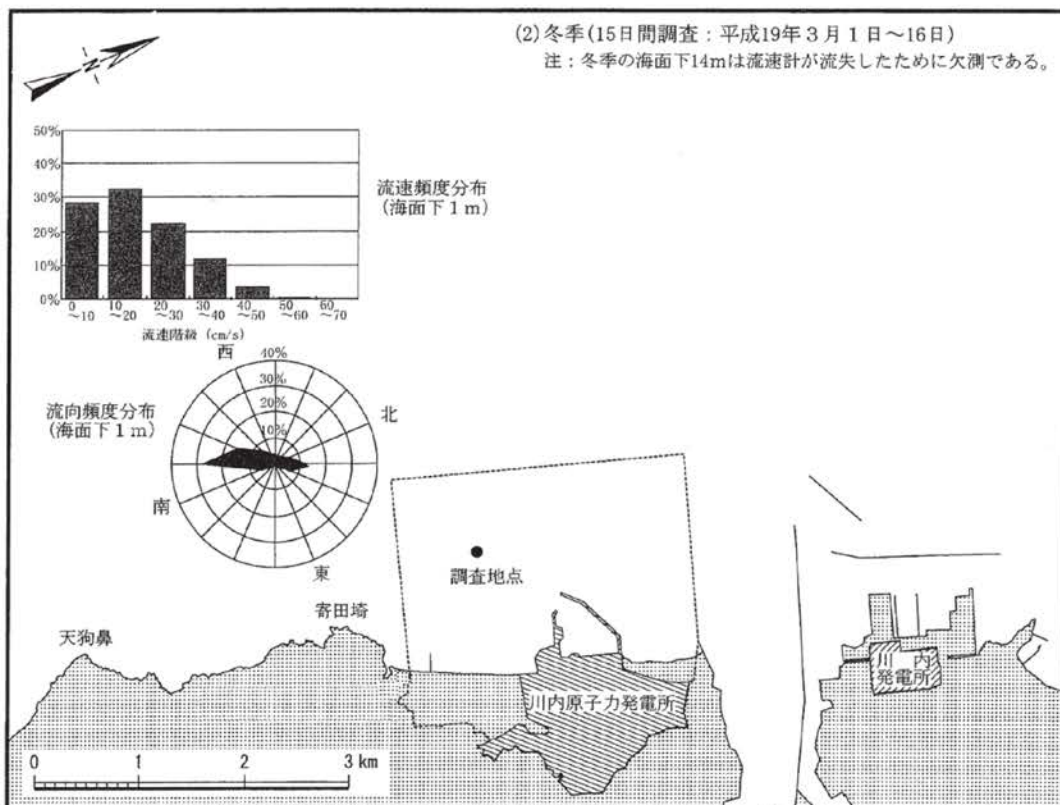 (2)冬季(15日間調査：平成19年３月１日～16日)
注：冬季の海面下14mは流速計が流失したために欠測である。
N
50%
40%
30%
20%
10%
0%
0
～10
10
～20
20
～30
30
～40
40
～50
50
～60
60
～70
流速階級 (cm/s)
流速頻度分布
(海面下１m)
西
40%
30%
20%
10%
北
流向頻度分布
(海面下１m)
南
東
調査地点
寄田埼
天狗鼻
川内
発電所
川内原子力発電所
0
1
2
3 km